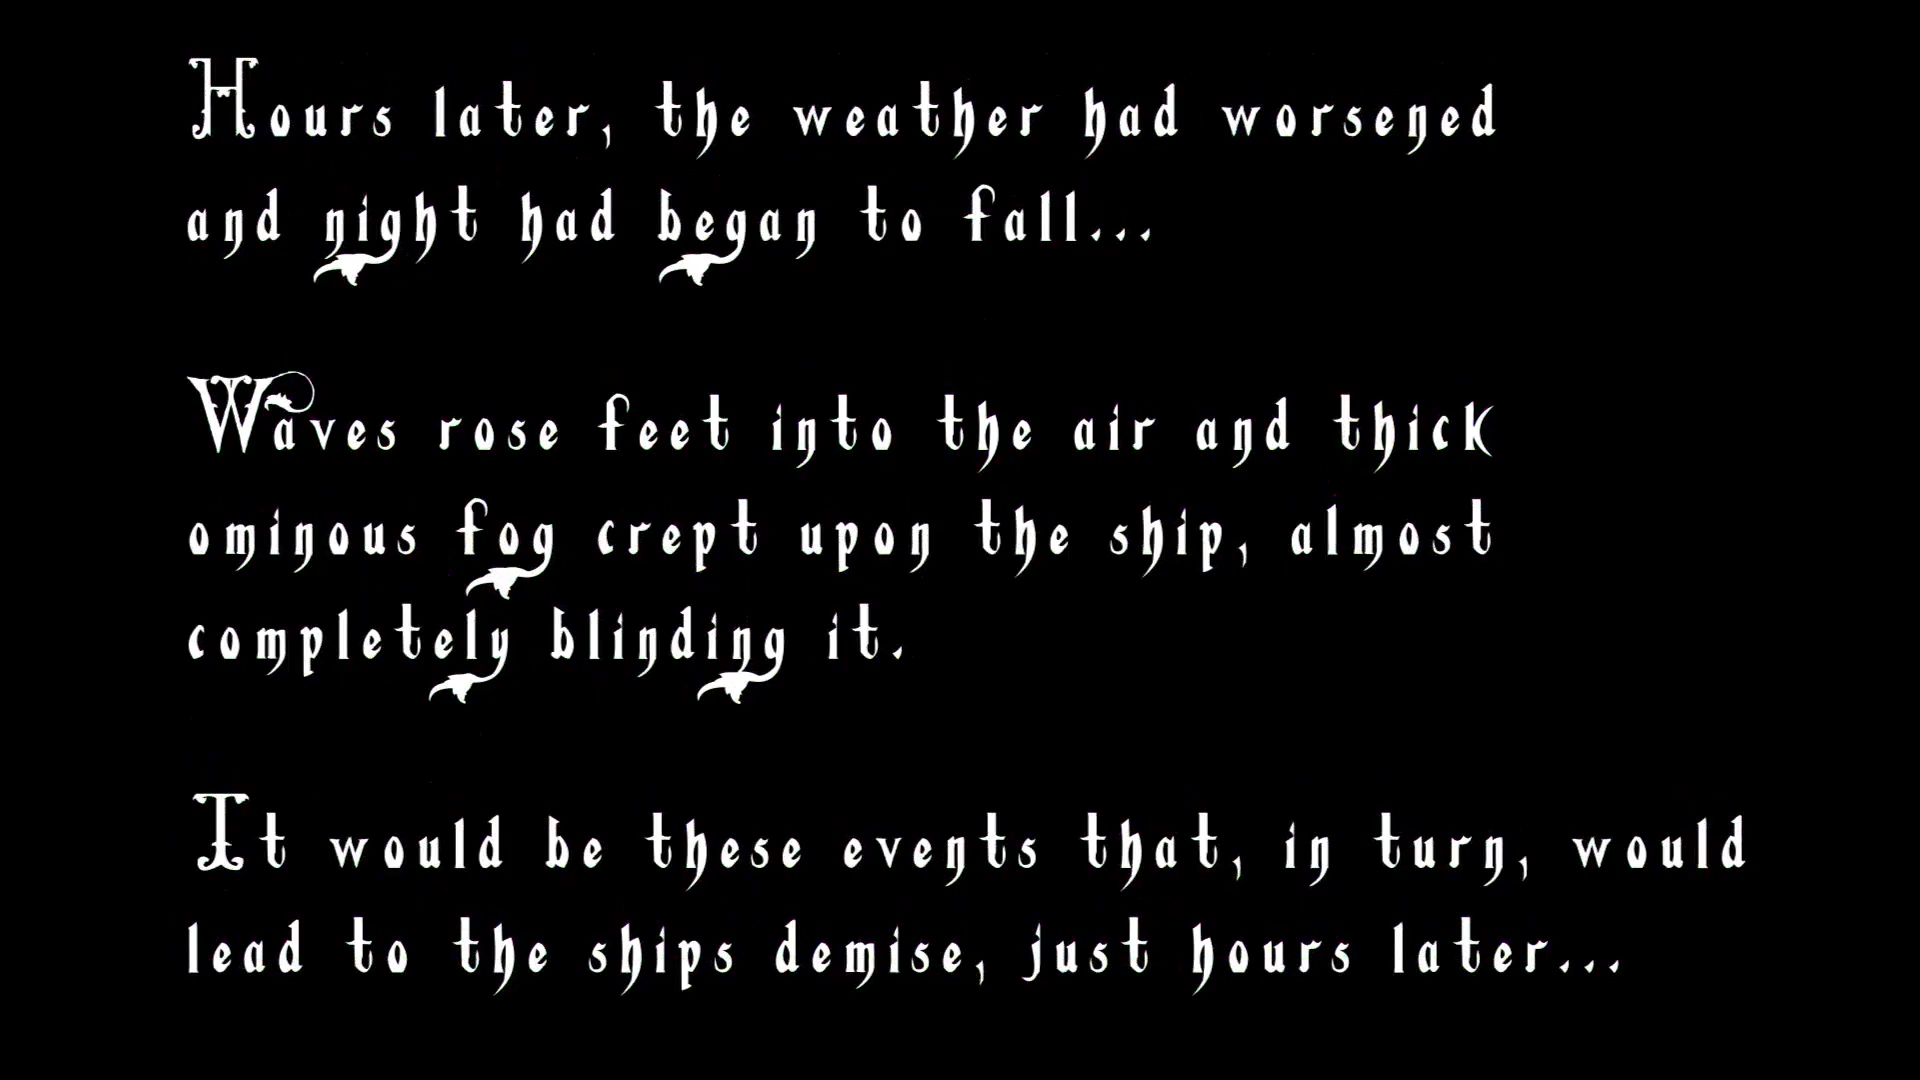 Hours later, the weather had worsened
and night had began to fall...
Waves rose feet into the air and thick
ominous fog crept upon the ship, almost
completely blinding it.
It would be these events that, in turn, would
lead to the ships demise, just hours later...